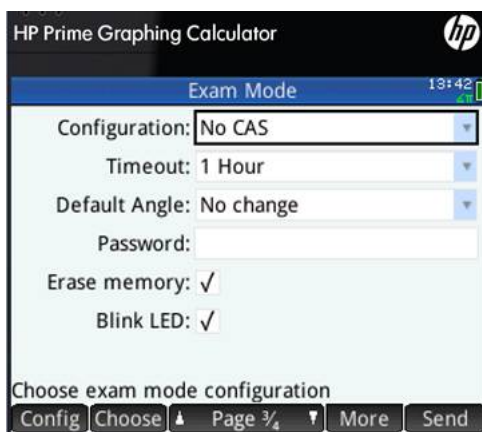 HP Prime Graphing Calculator
hp
Exam Mode
13:42
∡π
Configuration: No CAS
Timeout: 1 Hour
Default Angle: No change
Password:
Erase memory: √
Blink LED: √
Choose exam mode configuration
Config Choose Page ¾ More Send